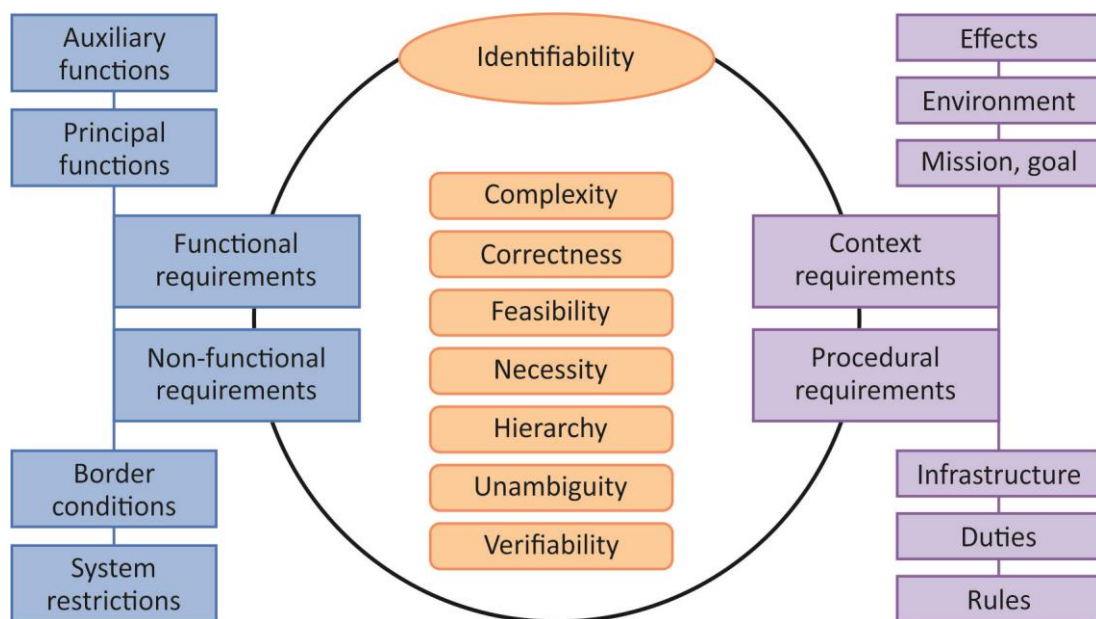 Auxiliary
functions
Principal
functions
Functional
requirements
Non-functional
requirements
Border
conditions
System
restrictions
Identifiability
Complexity
Correctness
Feasibility
Necessity
Hierarchy
Unambiguity
Verifiability
Effects
Environment
Mission, goal
Context
requirements
Procedural
requirements
Infrastructure
Duties
Rules